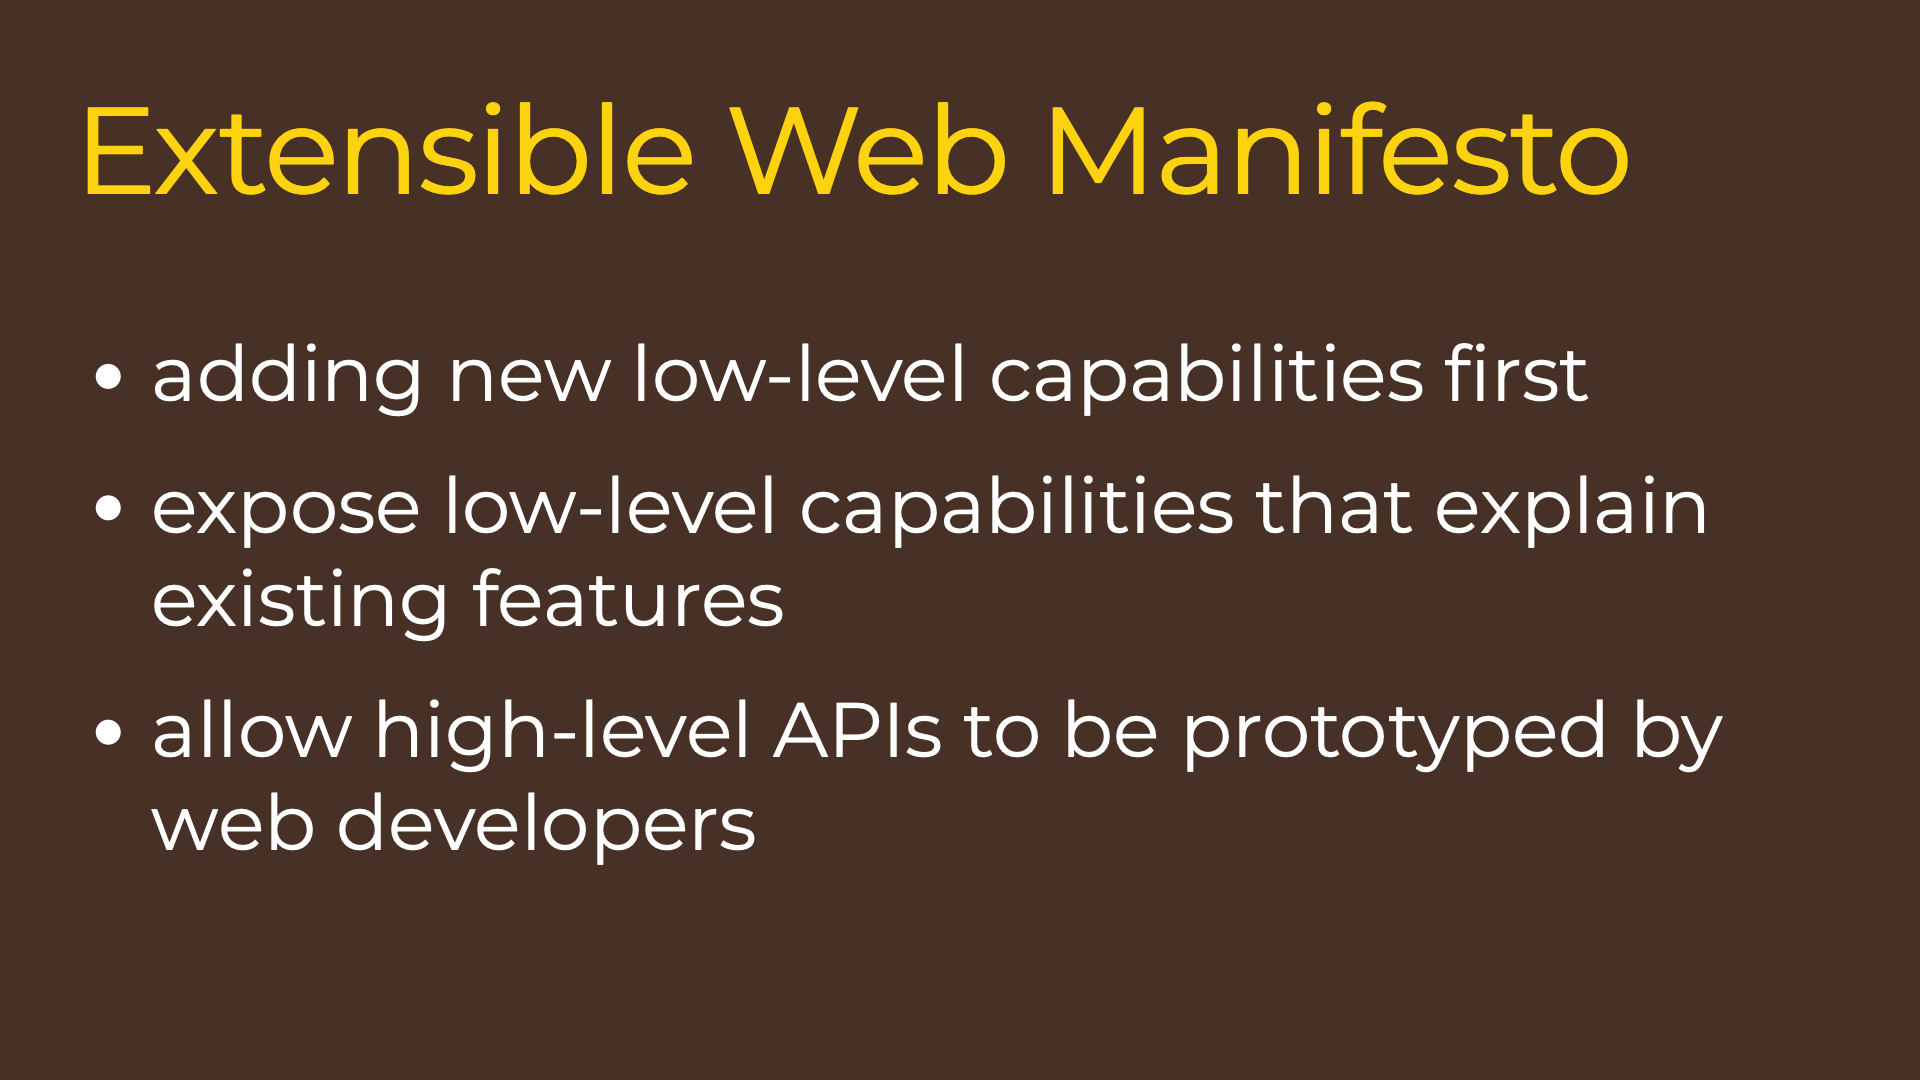 Extensible Web Manifesto
• adding new low-level capabilities first
• expose low-level capabilities that explain
existing features
• allow high-level APIs to be prototyped by
web developers